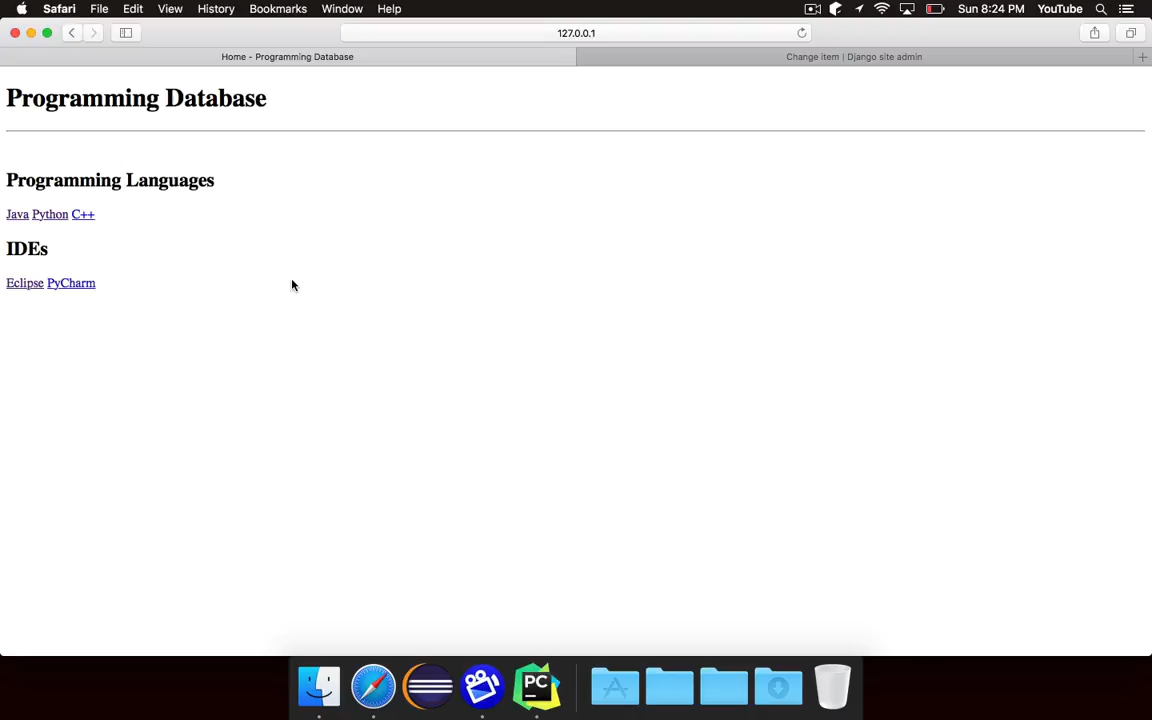 Safari File Edit View History Bookmarks Window Help Sun 8:24 PM YouTube
127.0.0.1
Home - Programming Database Change item | Django site admin
Programming Database
Programming Languages
Java Python C++
IDEs
Eclipse PyCharm
PC